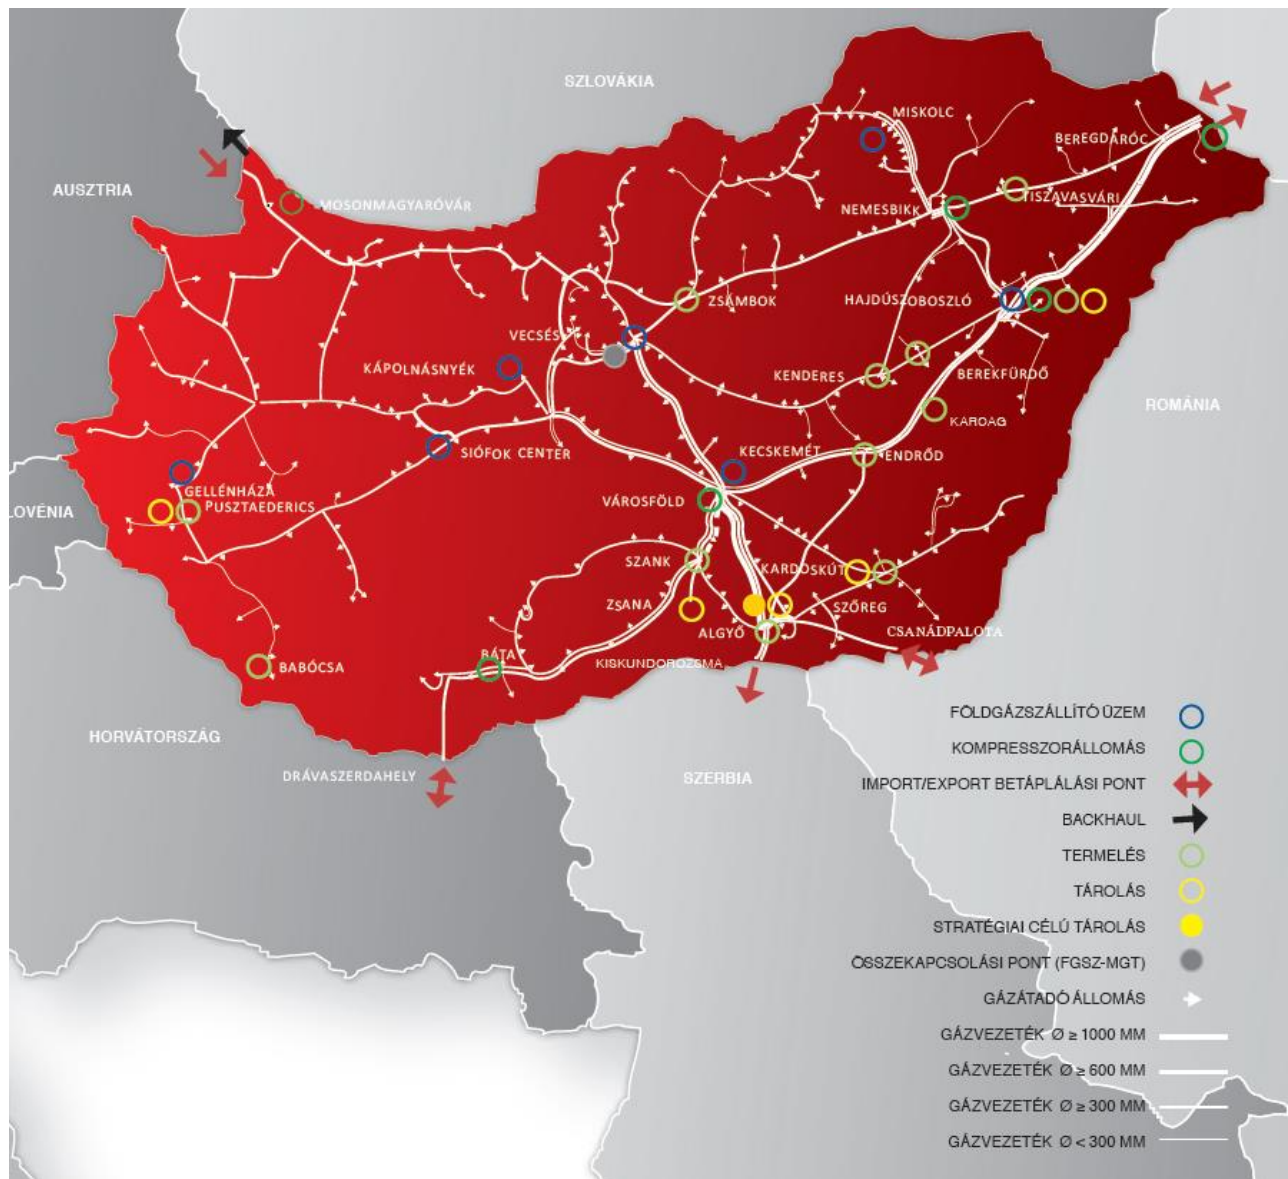 SZLOVÁKIA
MISKOLC
BEREGDARÓC
AUSZTRIA
MOSONMAGYARÓVÁR
TISZAVASVÁRI
NEMESBIKK
ZSÁMBOK
HAJDÚSZOBOSZLÓ
VECSÉS
KÁPOLNÁSNYÉK
KENDERES
BEREKFÜRDŐ
ROMÁNIA
KARCAG
SIÓFOK CENTER
KECSKEMÉT
ENDRŐD
GELLÉNHÁZA
PUSZTAEDERICS
VÁROSFÖLD
LOVÉNIA
SZANK
KARDOSKÚT
ZSANA
SZŐREG
ALGYŐ
CSANÁDPALOTA
BÁTA
KISKUNDOROZSMA
BABÓCSA
HORVÁTORSZÁG
DRÁVASZERDAHELY
SZERBIA
FÖLDGÁZSZÁLLÍTÓ ÜZEM
KOMPRESSZORÁLLOMÁS
IMPORT/EXPORT BETÁPLÁLÁSI PONT
BACKHAUL
TERMELÉS
TÁROLÁS
STRATÉGIAI CÉLÚ TÁROLÁS
ÖSSZEKAPCSOLÁSI PONT (FGSZ-MGT)
GÁZÁTADÓ ÁLLOMÁS
GÁZVEZETÉK Ø ≥ 1000 MM
GÁZVEZETÉK Ø ≥ 600 MM
GÁZVEZETÉK Ø ≥ 300 MM
GÁZVEZETÉK Ø < 300 MM